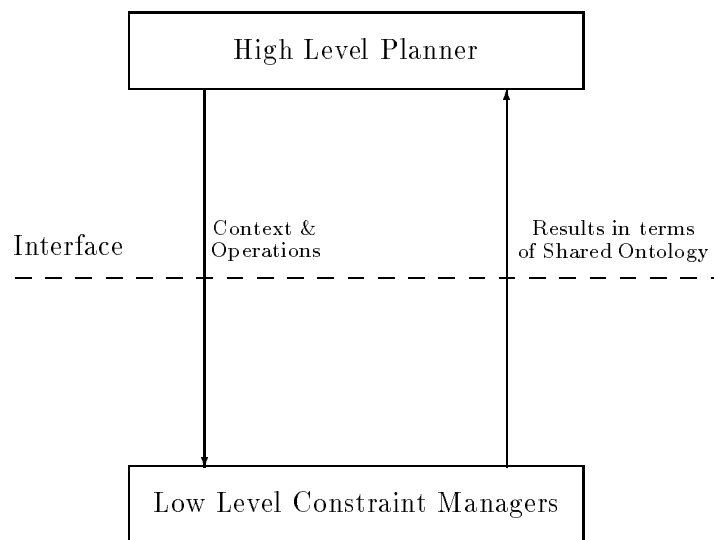 High Level Planner
Context &
Operations
Results in terms
of Shared Ontology
Interface
Low Level Constraint Managers